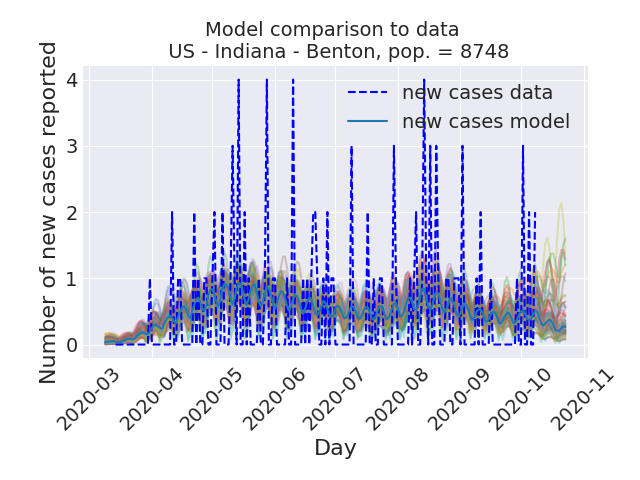 Model comparison to data
US - Indiana - Benton, pop. = 8748
Number of new cases reported
4
3
2
1
0
new cases data
new cases model
2020-03
2020-04
2020-05
2020-06
2020-07
2020-08
2020-09
2020-10
2020-11
Day